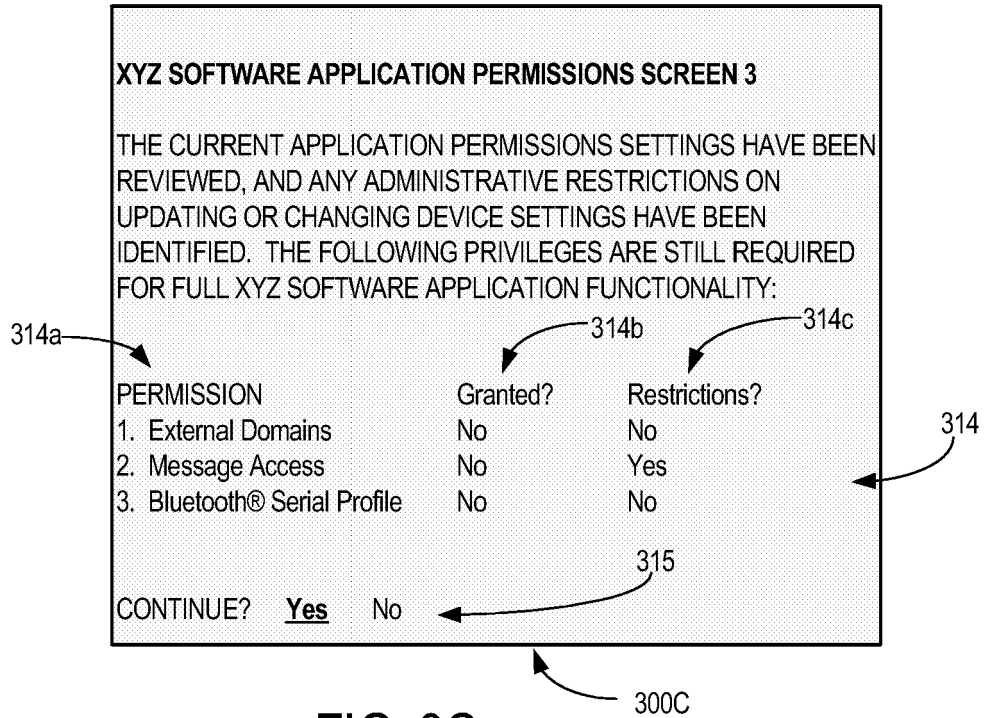 XYZ SOFTWARE APPLICATION PERMISSIONS SCREEN 3
THE CURRENT APPLICATION PERMISSIONS SETTINGS HAVE BEEN
REVIEWED, AND ANY ADMINISTRATIVE RESTRICTIONS ON
UPDATING OR CHANGING DEVICE SETTINGS HAVE BEEN
IDENTIFIED. THE FOLLOWING PRIVILEGES ARE STILL REQUIRED
FOR FULL XYZ SOFTWARE APPLICATION FUNCTIONALITY:
314a 314b 314c
PERMISSION Granted? Restrictions?
1. External Domains No No
314
2. Message Access No Yes
3. Bluetooth® Serial Profile No No
315
CONTINUE? Yes No
300C